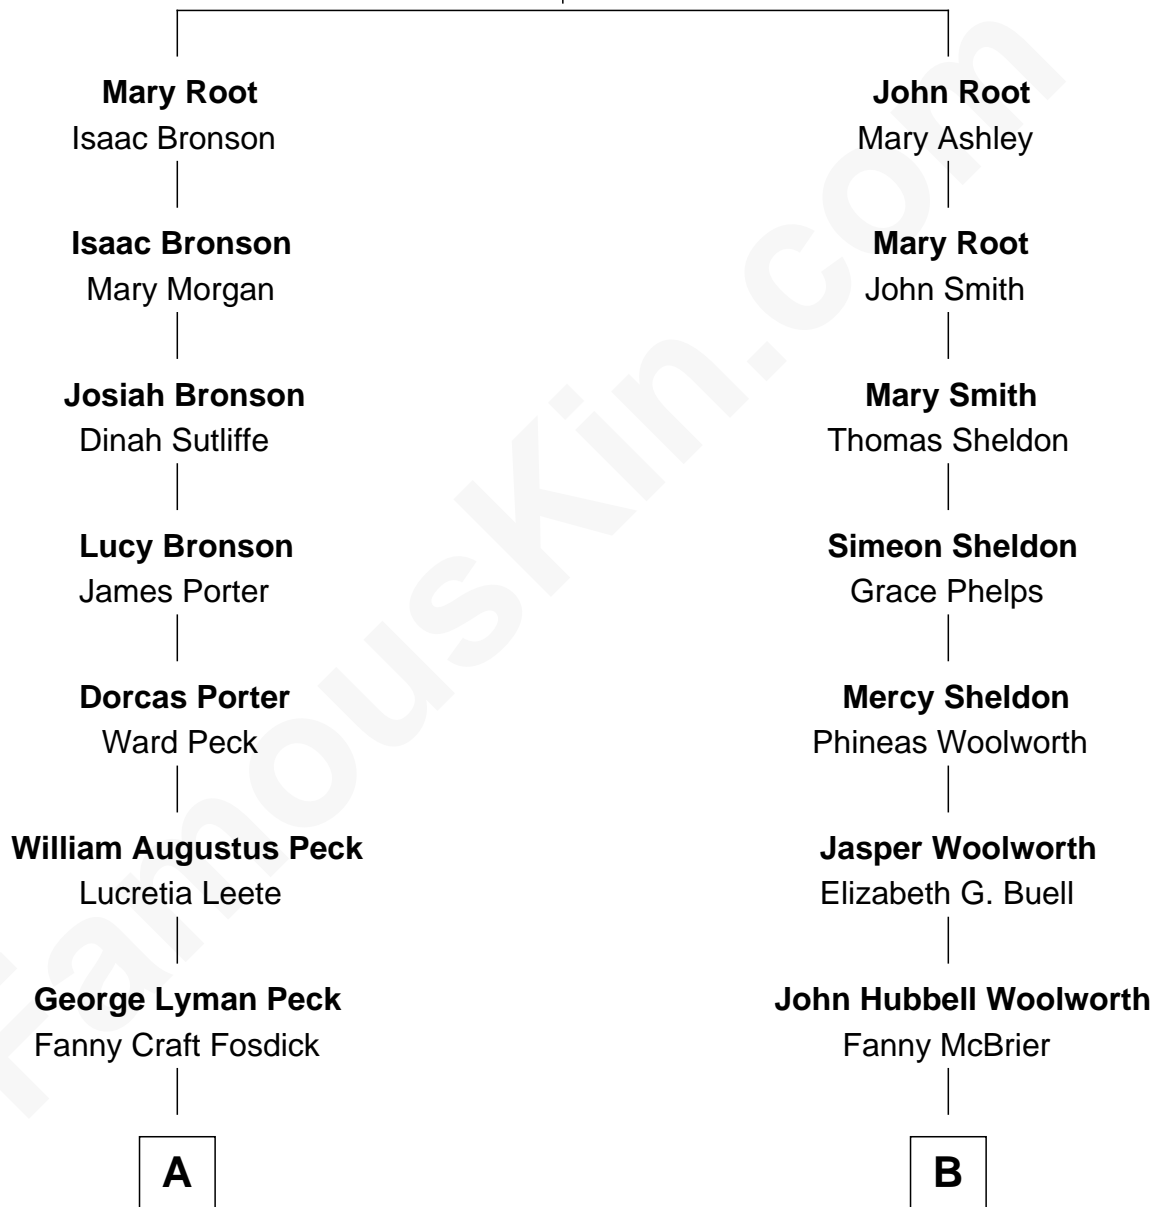 Mary Root
Isaac Bronson
Isaac Bronson
Mary Morgan
Josiah Bronson
Dinah Sutliffe
Lucy Bronson
James Porter
Dorcas Porter
Ward Peck
William Augustus Peck
Lucretia Leete
George Lyman Peck
Fanny Craft Fosdick
A
John Root
Mary Ashley
Mary Root
John Smith
Mary Smith
Thomas Sheldon
Simeon Sheldon
Grace Phelps
Mercy Sheldon
Phineas Woolworth
Jasper Woolworth
Elizabeth G. Buell
John Hubbell Woolworth
Fanny McBrier
B
FamousKin.com